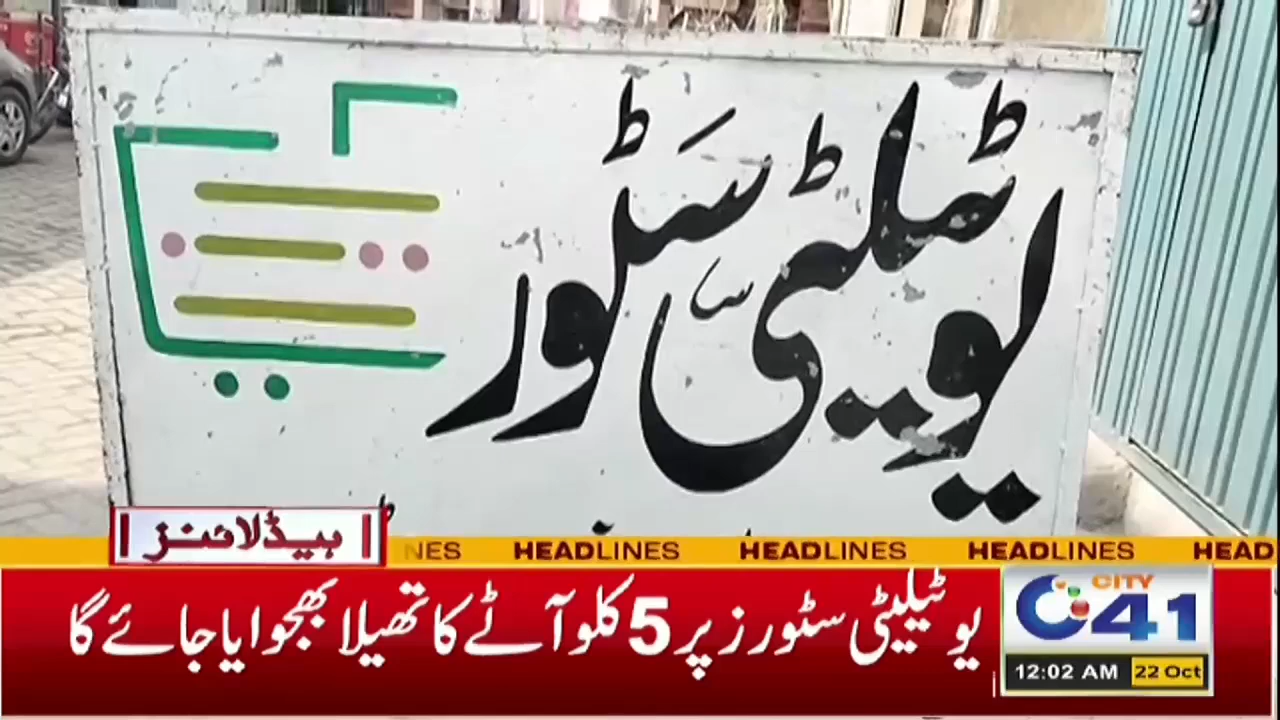 یوٹیلیٹی سٹور
ہیڈلائنز
NES HEADLINES HEADLINES HEADLINES HEAD
یوٹیلیٹی سٹورز پر 5 کلو آٹے کا تھیلا بھجوایا جائے گا
CITY
41
12:02 AM 22 Oct